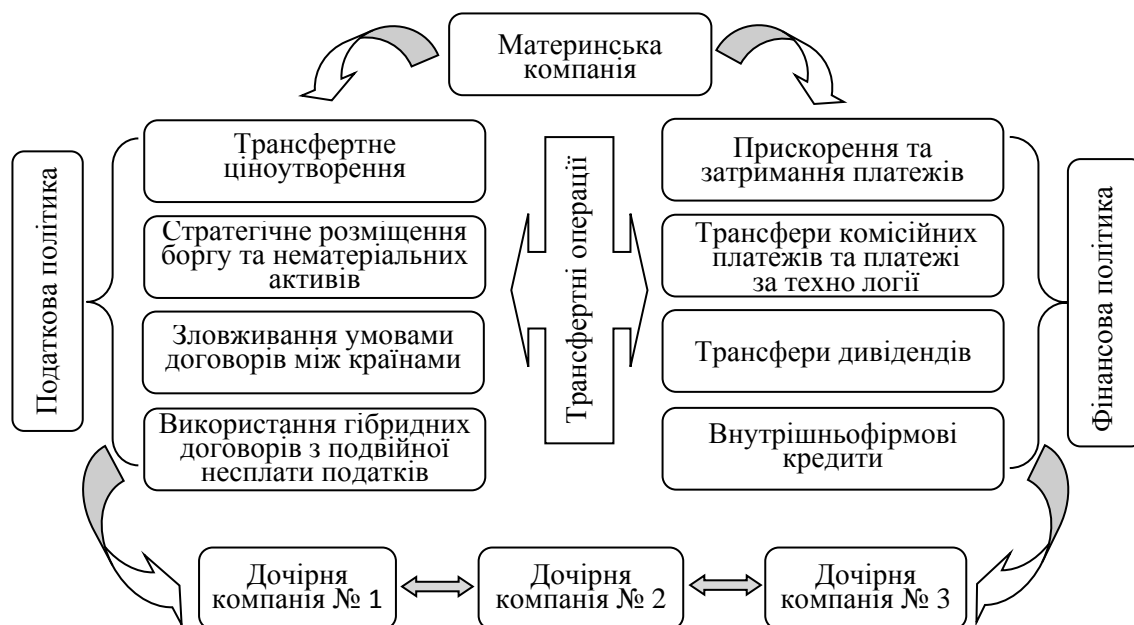 Материнська
компанія
Податкова політика
Трансфертне
ціноутворення
Стратегічне розміщення
боргу та нематеріальних
активів
Зловживання умовами
договорів між країнами
Використання гібридних
договорів з подвійної
несплати податків
Трансфертні операції
Прискорення та
затримання платежів
Трансфери комісійних
платежів та платежі
за техно логії
Трансфери дивідендів
Внутрішньофірмові
кредити
Фінансова політика
Дочірня
компанія № 1
Дочірня
компанія № 2
Дочірня
компанія № 3